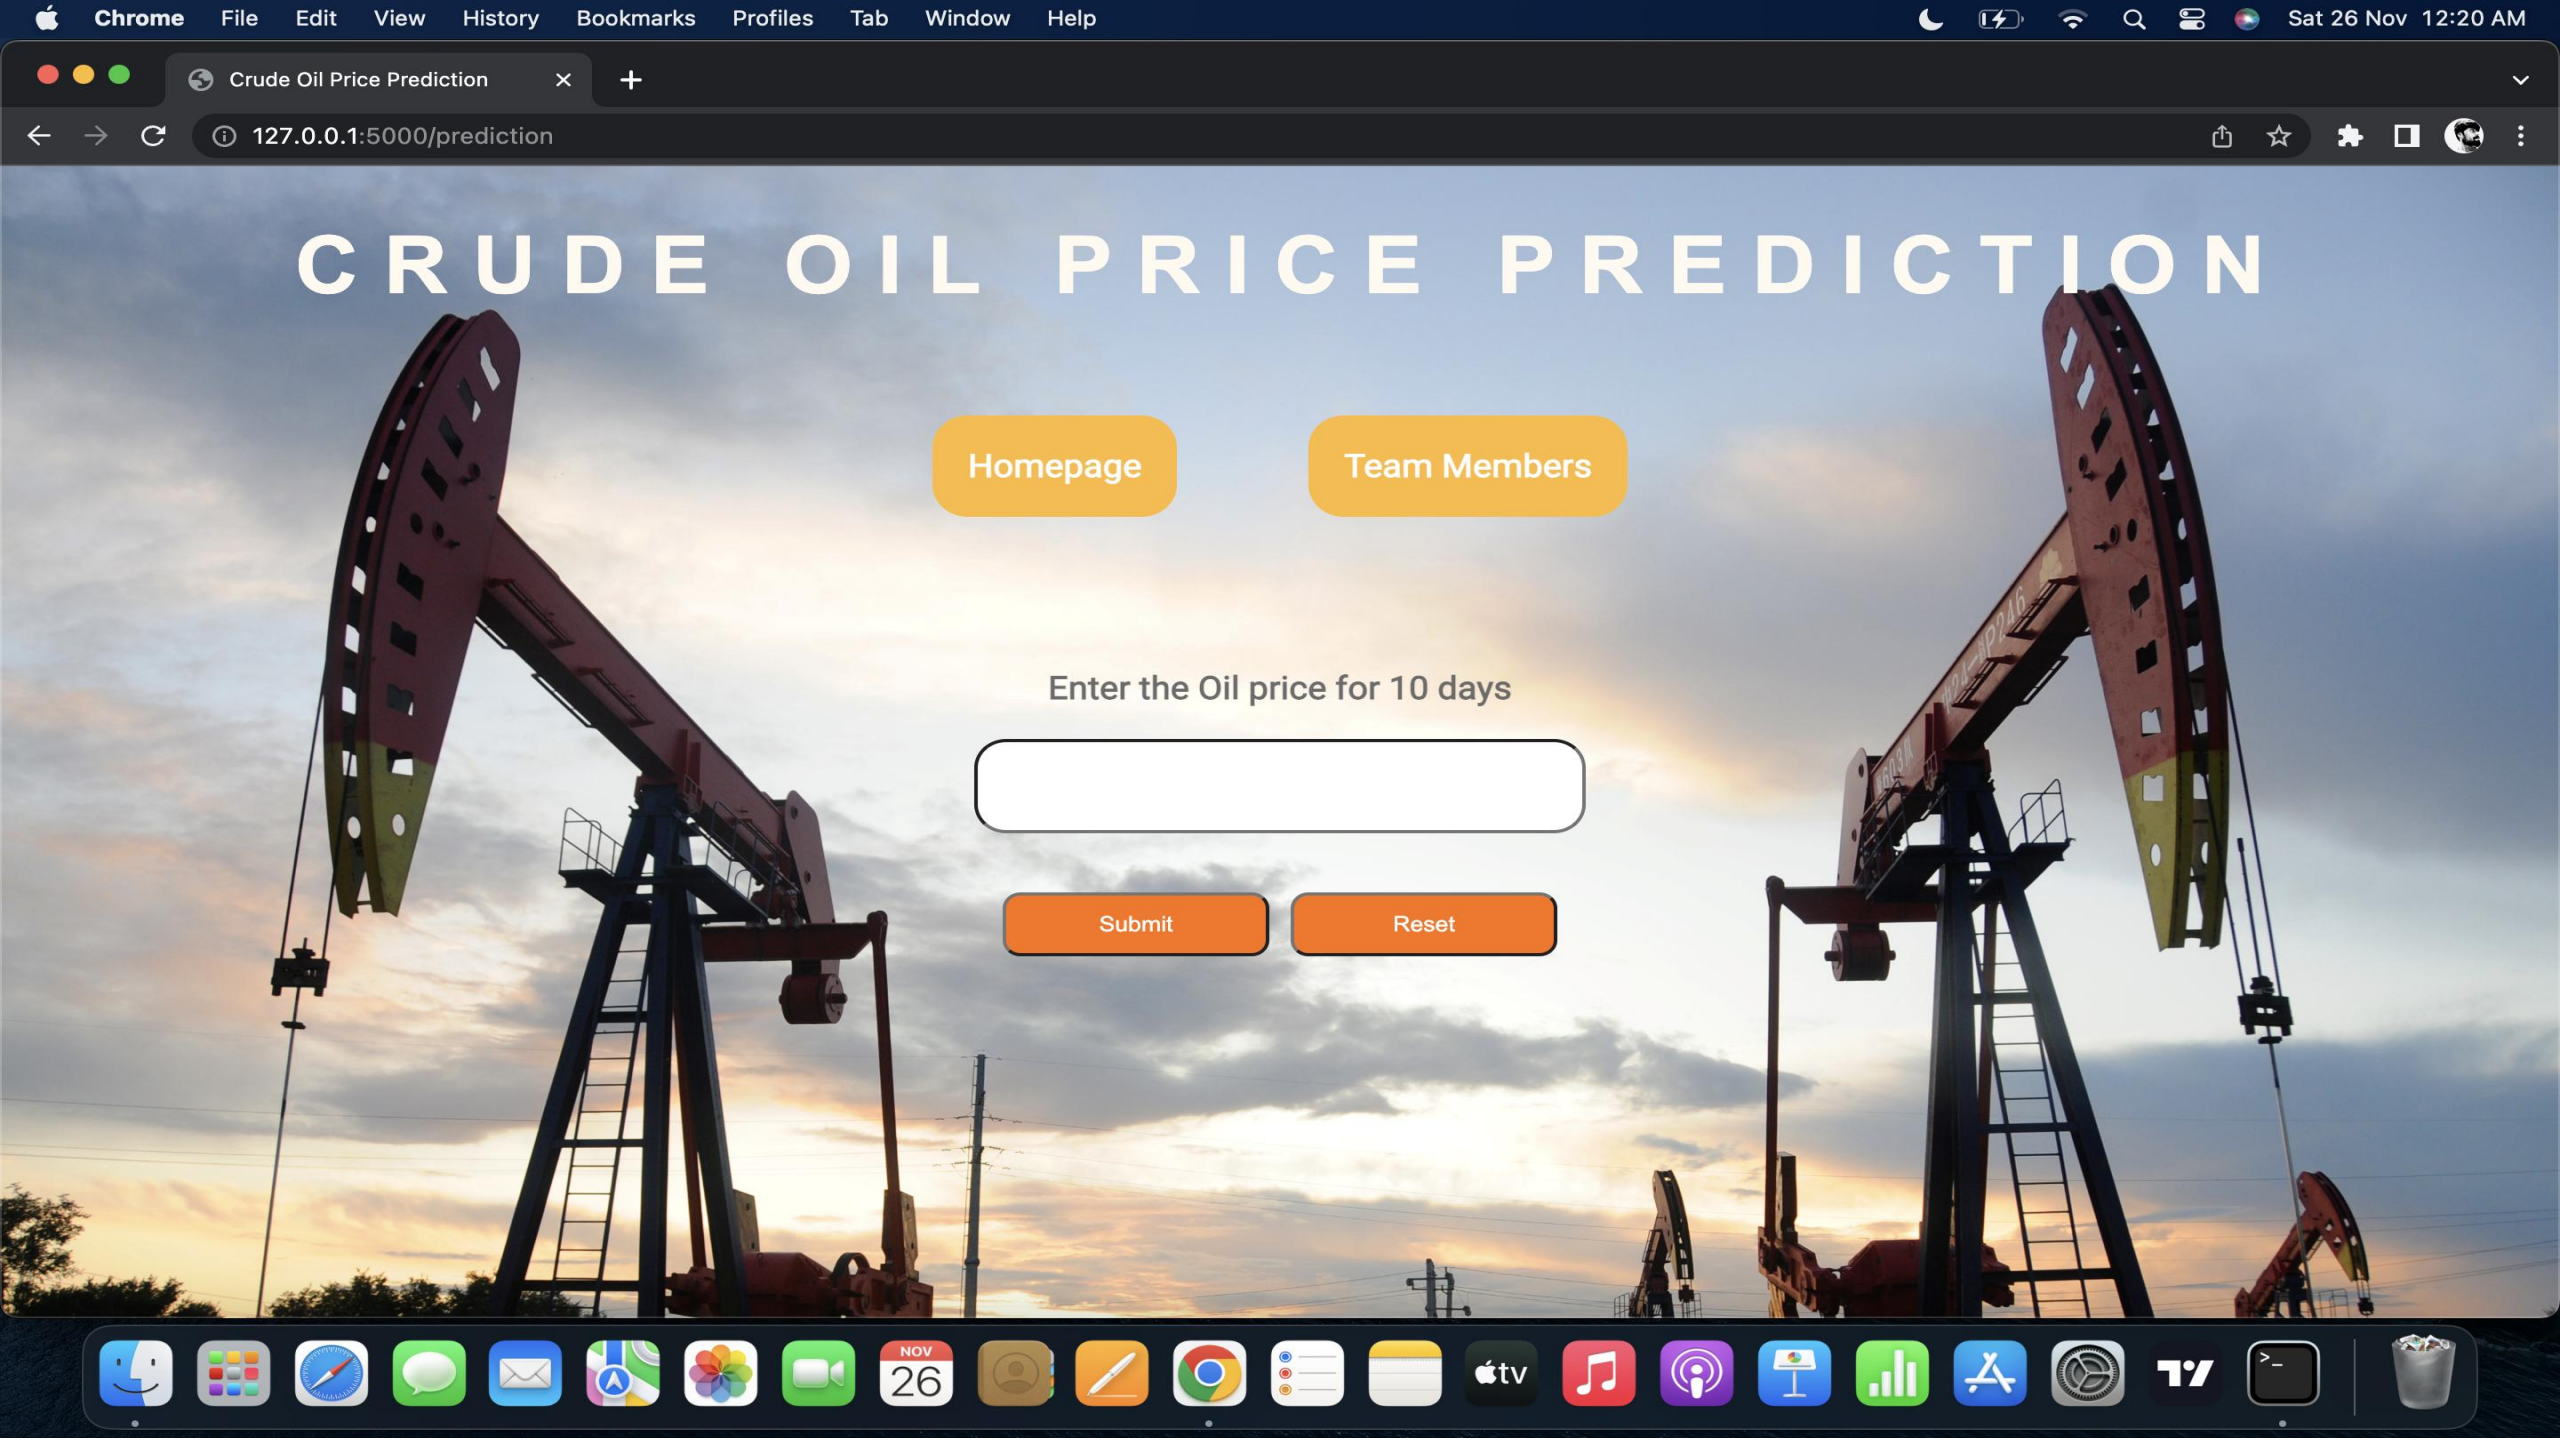 Chrome File Edit View History Bookmarks Profiles Tab Window Help Sat 26 Nov 12:20 AM
Crude Oil Price Prediction
127.0.0.1:5000/prediction
CRUDE OIL PRICE PREDICTION
Homepage Team Members
Enter the Oil price for 10 days
Submit Reset
NOV
26
tv
>_